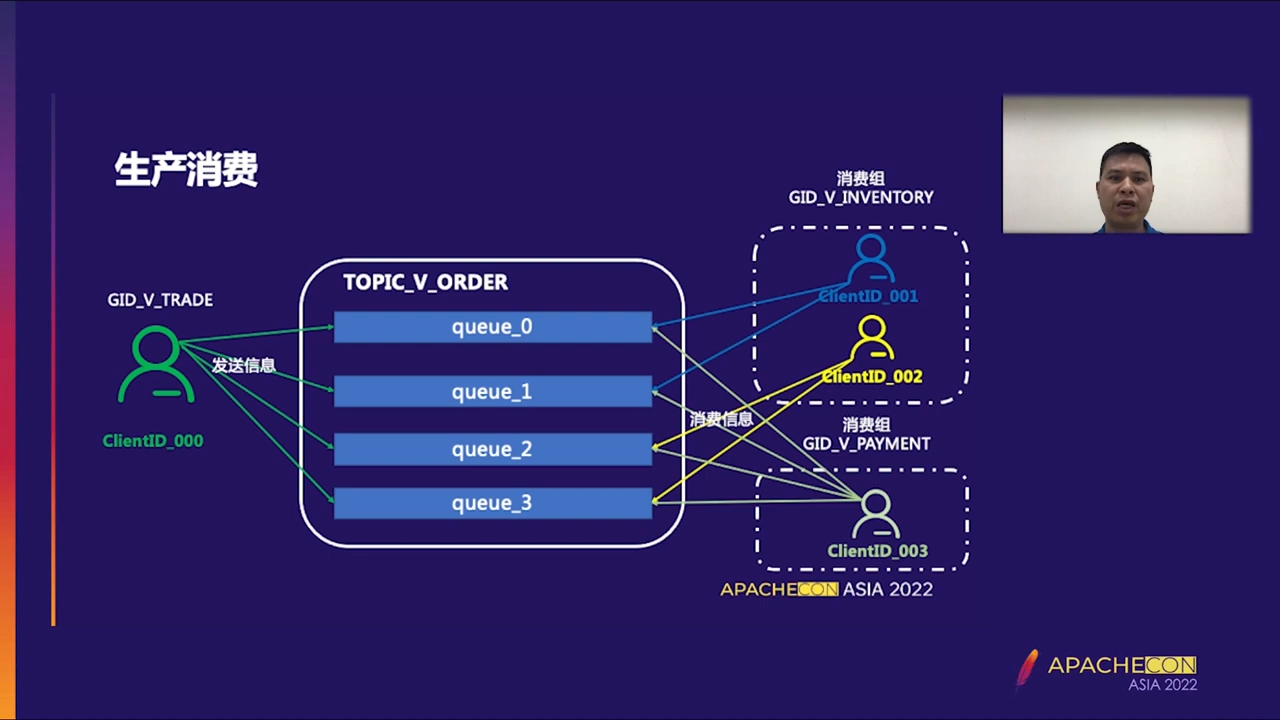 生产消费
GID_V_TRADE
发送信息
ClientID_000
TOPIC_V_ORDER
queue_0
queue_1
queue_2
queue_3
消费信息
消费组
GID_V_INVENTORY
ClientID_001
ClientID_002
消费组
GID_V_PAYMENT
ClientID_003
APACHECON ASIA 2022
APACHECON
ASIA 2022